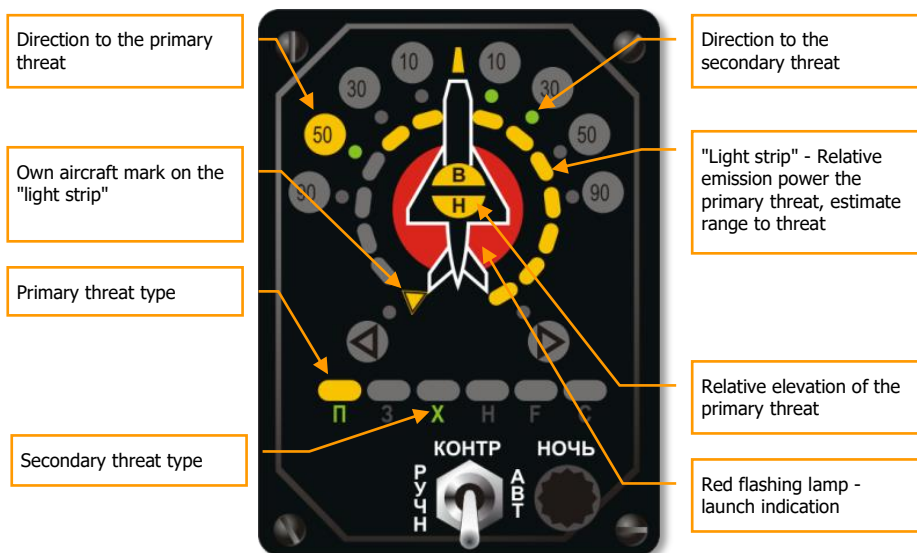 Direction to the primary
threat
Own aircraft mark on the
"light strip"
Primary threat type
Secondary threat type
10
10
30
30
50
50
90
90
В
Н
П
З
Х
Н
F
С
КОНТР
НОЧЬ
РУЧН
АВТ
Direction to the
secondary threat
"Light strip" - Relative
emission power the
primary threat, estimate
range to threat
Relative elevation of the
primary threat
Red flashing lamp -
launch indication